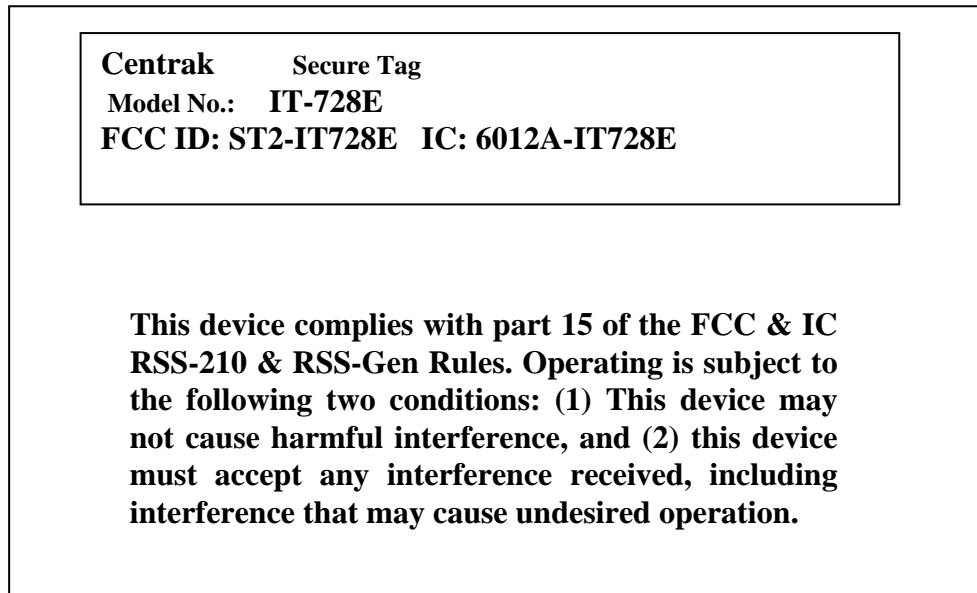 Centrak Secure Tag
Model No.: IT-728E
FCC ID: ST2-IT728E IC: 6012A-IT728E
This device complies with part 15 of the FCC & IC
RSS-210 & RSS-Gen Rules. Operating is subject to
the following two conditions: (1) This device may
not cause harmful interference, and (2) this device
must accept any interference received, including
interference that may cause undesired operation.